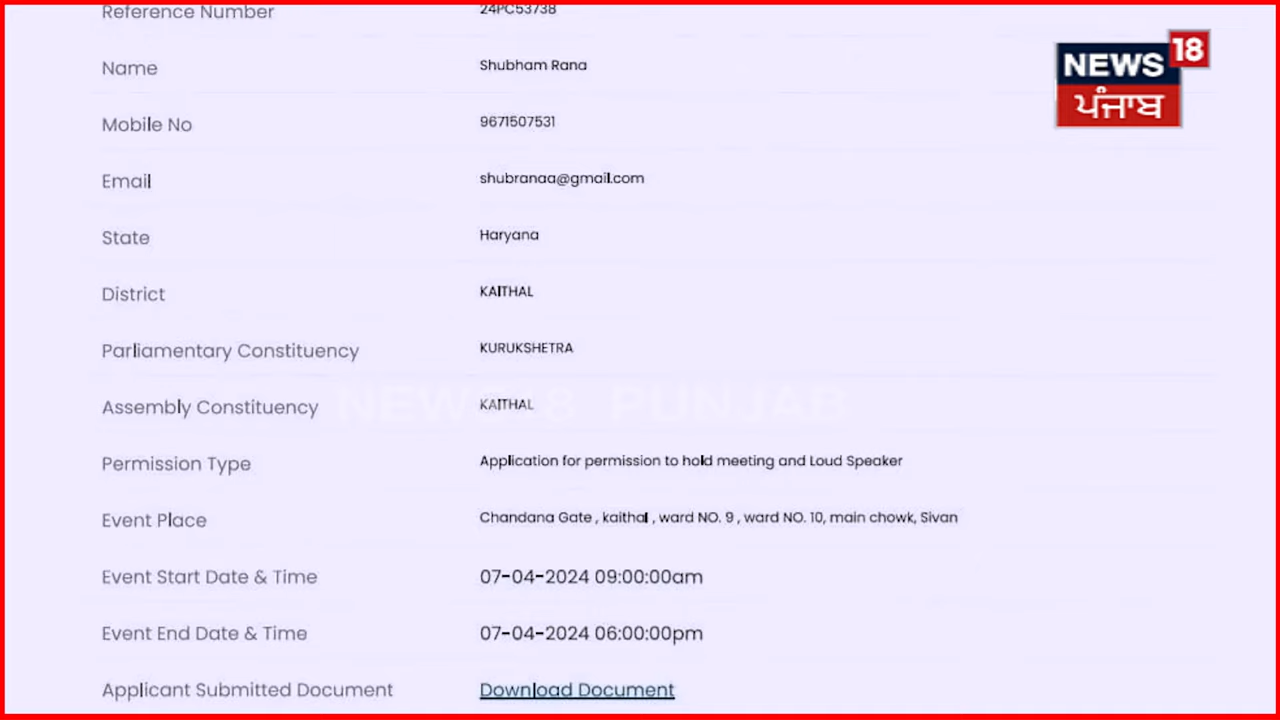 Reference Number 24PC53738
Name Shubham Rana
Mobile No 9671507531
Email shubranaa@gmail.com
State Haryana
District KAITHAL
Parliamentary Constituency KURUKSHETRA
Assembly Constituency KAITHAL
Permission Type Application for permission to hold meeting and Loud Speaker
Event Place Chandana Gate , kaithal , ward NO. 9 , ward NO. 10, main chowk, Sivan
Event Start Date & Time 07-04-2024 09:00:00am
Event End Date & Time 07-04-2024 06:00:00pm
Applicant Submitted Document Download Document
NEWS 18
ਪੰਜਾਬ
NEWS 18 PUNJAB